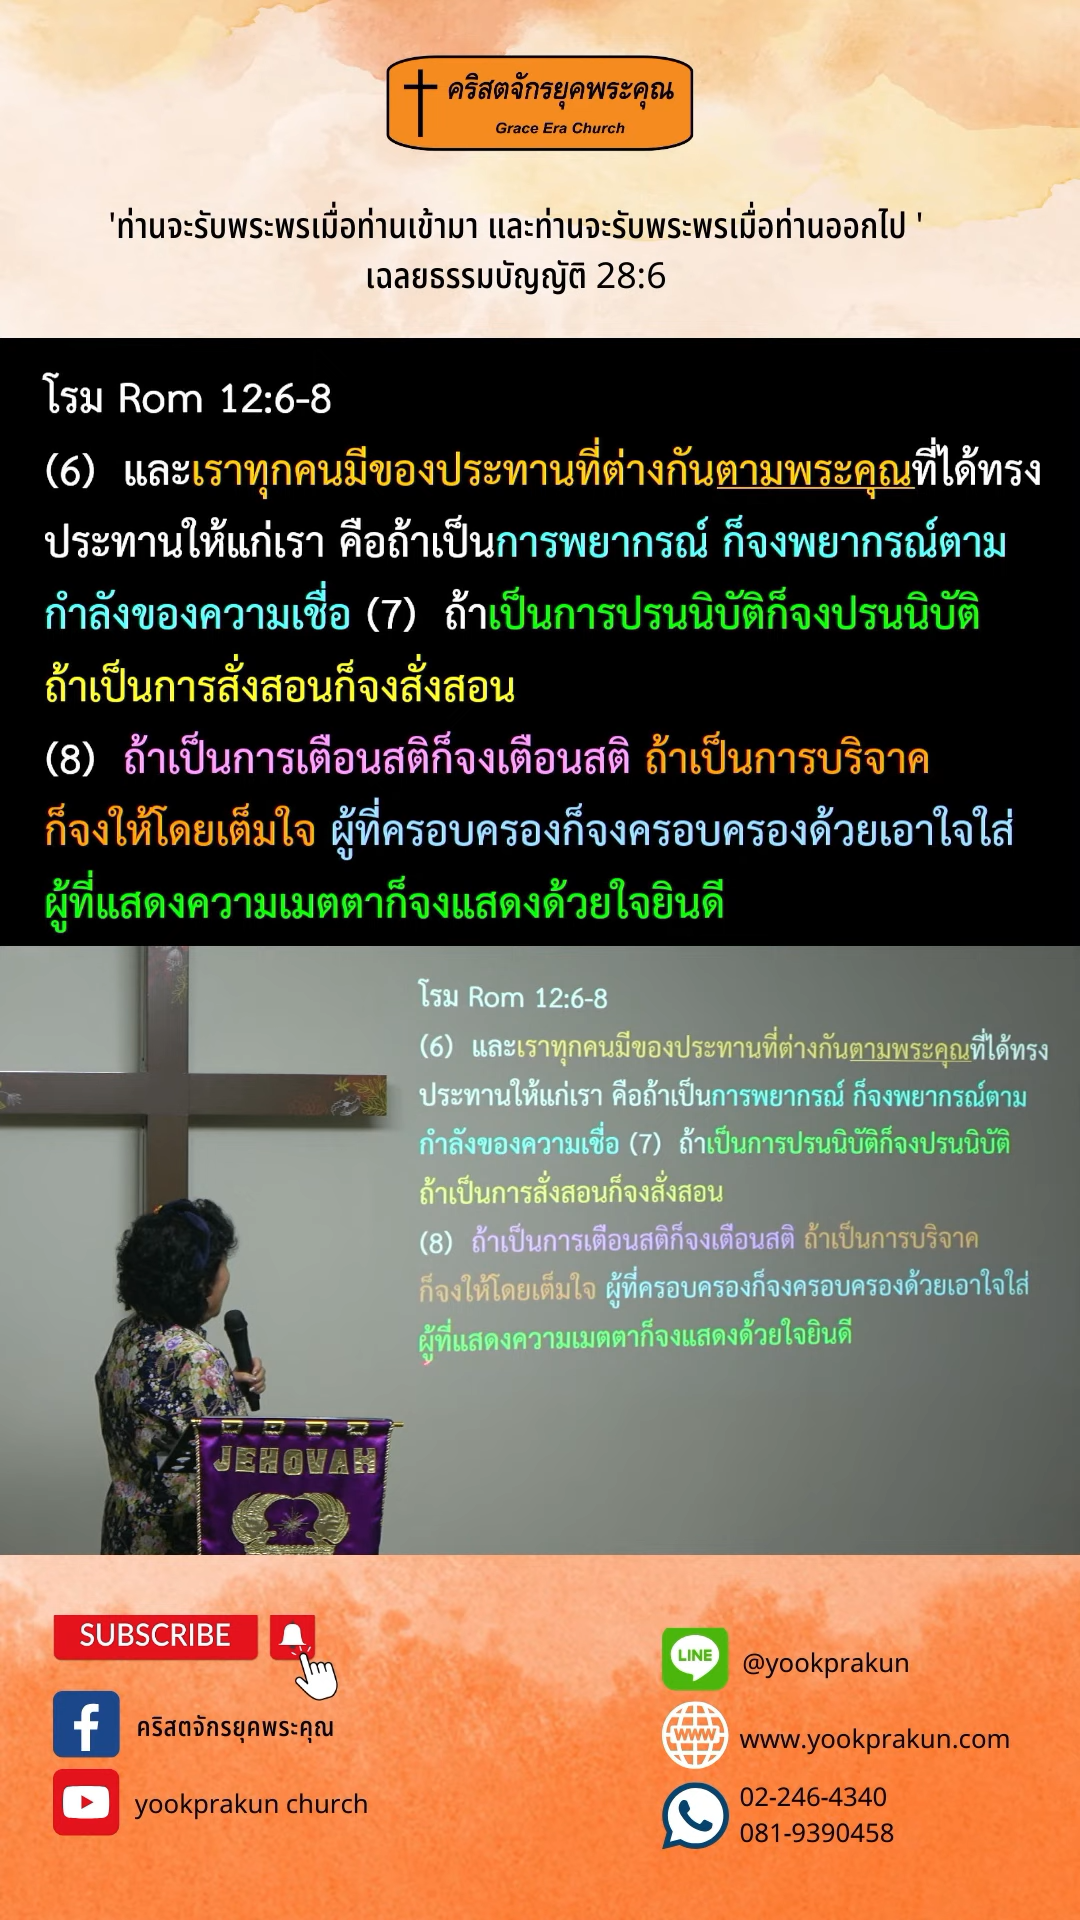 คริสตจักรยุคพระคุณ
Grace Era Church
'ท่านจะรับพระพรเมื่อท่านเข้ามา และท่านจะรับพระพรเมื่อท่านออกไป '
เฉลยธรรมบัญญัติ 28:6
โรม Rom 12:6-8
(6) และเราทุกคนมีของประทานที่ต่างกันตามพระคุณที่ได้ทรง
ประทานให้แก่เรา คือถ้าเป็นการพยากรณ์ ก็จงพยากรณ์ตาม
กำลังของความเชื่อ (7) ถ้าเป็นการปรนนิบัติก็จงปรนนิบัติ
ถ้าเป็นการสั่งสอนก็จงสั่งสอน
(8) ถ้าเป็นการเตือนสติก็จงเตือนสติ ถ้าเป็นการบริจาค
ก็จงให้โดยเต็มใจ ผู้ที่ครอบครองก็จงครอบครองด้วยเอาใจใส่
ผู้ที่แสดงความเมตตาก็จงแสดงด้วยใจยินดี
โรม Rom 12:6-8
(6) และเราทุกคนมีของประทานที่ต่างกันตามพระคุณที่ได้ทรง
ประทานให้แก่เรา คือถ้าเป็นการพยากรณ์ ก็จงพยากรณ์ตาม
กำลังของความเชื่อ (7) ถ้าเป็นการปรนนิบัติก็จงปรนนิบัติ
ถ้าเป็นการสั่งสอนก็จงสั่งสอน
(8) ถ้าเป็นการเตือนสติก็จงเตือนสติ ถ้าเป็นการบริจาค
ก็จงให้โดยเต็มใจ ผู้ที่ครอบครองก็จงครอบครองด้วยเอาใจใส่
ผู้ที่แสดงความเมตตาก็จงแสดงด้วยใจยินดี
JEHOVAH
SUBSCRIBE
คริสตจักรยุคพระคุณ
yookprakun church
LINE
@yookprakun
WWW
www.yookprakun.com
02-246-4340
081-9390458